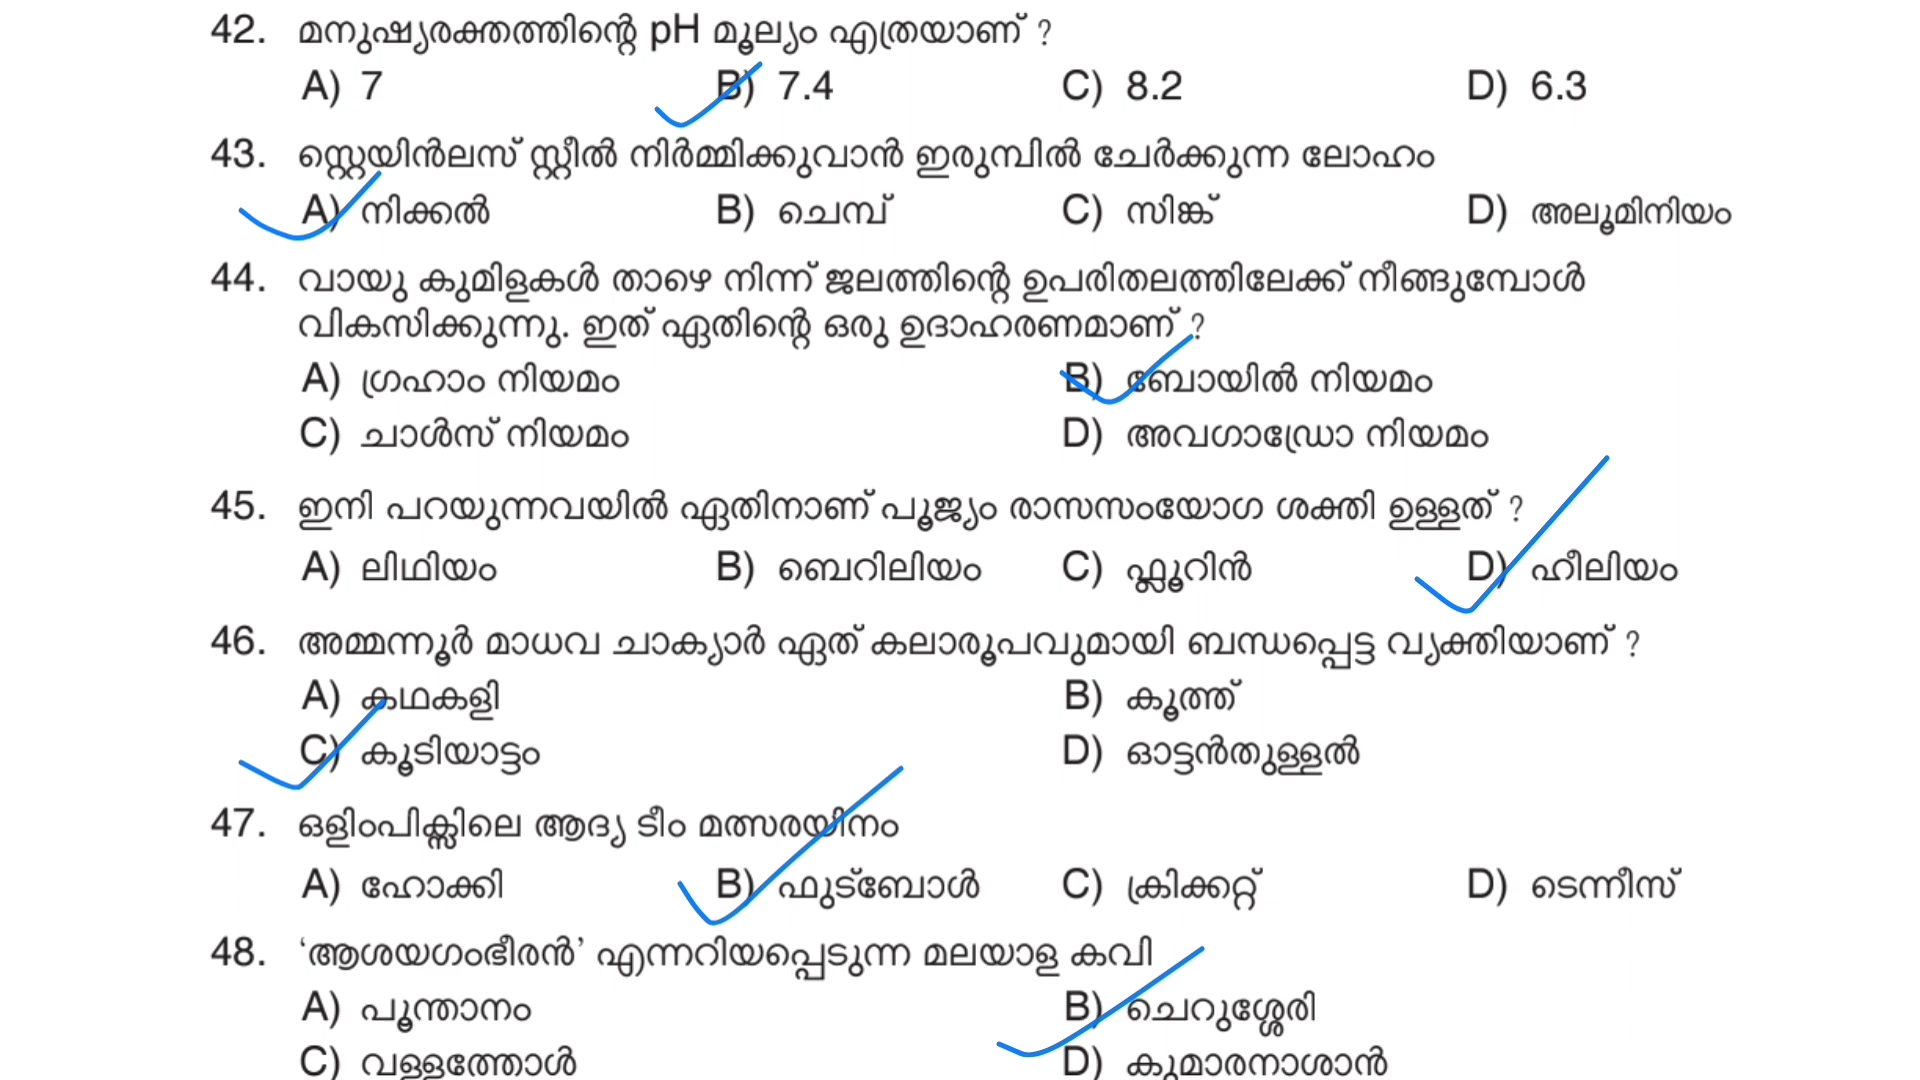 42. മനുഷ്യരക്തത്തിന്റെ pH മൂല്യം എത്രയാണ് ?
A) 7 B) 7.4 C) 8.2 D) 6.3
43. സ്റ്റെയിൻലസ് സ്റ്റീൽ നിർമ്മിക്കുവാൻ ഇരുമ്പിൽ ചേർക്കുന്ന ലോഹം
A) നിക്കൽ B) ചെമ്പ് C) സിങ്ക് D) അലൂമിനിയം
44. വായു കുമിളകൾ താഴെ നിന്ന് ജലത്തിന്റെ ഉപരിതലത്തിലേക്ക് നീങ്ങുമ്പോൾ
വികസിക്കുന്നു. ഇത് ഏതിന്റെ ഒരു ഉദാഹരണമാണ് ?
A) ഗ്രഹാം നിയമം B) ബോയിൽ നിയമം
C) ചാൾസ് നിയമം D) അവഗാഡ്രോ നിയമം
45. ഇനി പറയുന്നവയിൽ ഏതിനാണ് പൂജ്യം രാസസംയോഗ ശക്തി ഉള്ളത് ?
A) ലിഥിയം B) ബെറിലിയം C) ഫ്ലൂറിൻ D) ഹീലിയം
46. അമ്മന്നൂർ മാധവ ചാക്യാർ ഏത് കലാരൂപവുമായി ബന്ധപ്പെട്ട വ്യക്തിയാണ് ?
A) കഥകളി B) കൂത്ത്
C) കൂടിയാട്ടം D) ഓട്ടൻതുള്ളൽ
47. ഒളിംപിക്സിലെ ആദ്യ ടീം മത്സരയിനം
A) ഹോക്കി B) ഫുട്ബോൾ C) ക്രിക്കറ്റ് D) ടെന്നീസ്
48. ‘ആശയഗംഭീരൻ’ എന്നറിയപ്പെടുന്ന മലയാള കവി
A) പൂന്താനം B) ചെറുശ്ശേരി
C) വള്ളത്തോൾ D) കുമാരനാശാൻ